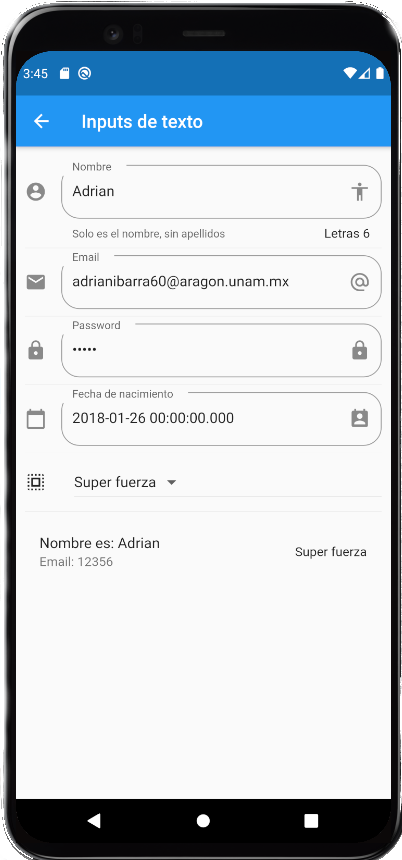 3:45
Inputs de texto
Nombre
Adrian
Solo es el nombre, sin apellidos Letras 6
Email
adrianibarra60@aragon.unam.mx
Password
•••••
Fecha de nacimiento
2018-01-26 00:00:00.000
Super fuerza
Nombre es: Adrian
Email: 12356
Super fuerza